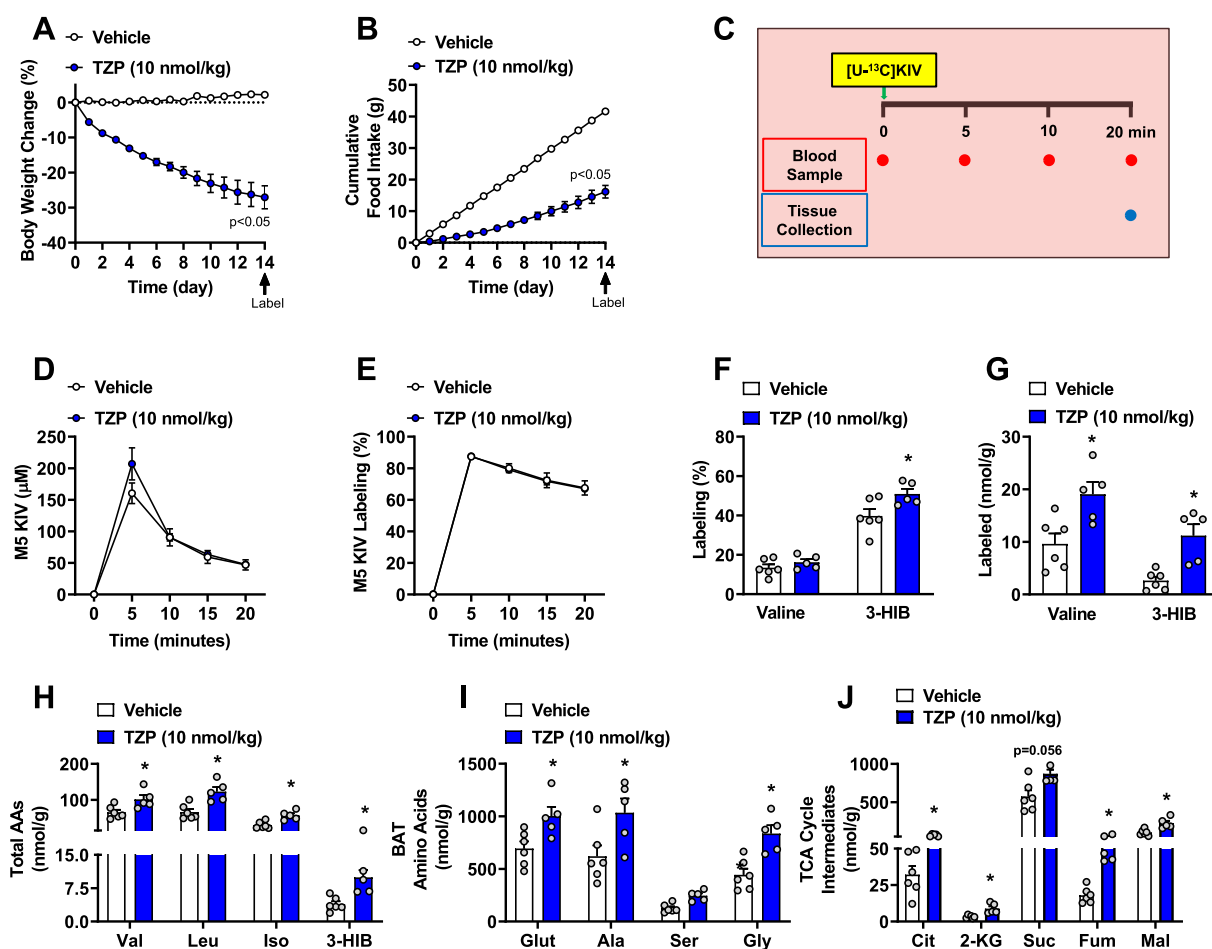 A
Vehicle
TZP (10 nmol/kg)
Body Weight Change (%)
0
-10
-20
-30
-40
p<0.05
0 2 4 6 8 10 12 14
Time (day)
Label
B
Vehicle
TZP (10 nmol/kg)
Cumulative
Food Intake (g)
50
40
30
20
10
0
p<0.05
0 2 4 6 8 10 12 14
Time (day)
Label
C
[U-¹³C]KIV
0 5 10 20 min
Blood
Sample
Tissue
Collection
D
Vehicle
TZP (10 nmol/kg)
M5 KIV (μM)
250
200
150
100
50
0
0 5 10 15 20
Time (minutes)
E
Vehicle
TZP (10 nmol/kg)
M5 KIV Labeling (%)
100
80
60
40
20
0
0 5 10 15 20
Time (minutes)
F
Vehicle
TZP (10 nmol/kg)
Labeling (%)
80
60
40
20
0
*
Valine 3-HIB
G
Vehicle
TZP (10 nmol/kg)
Labeled (nmol/g)
30
20
10
0
* *
Valine 3-HIB
H
Vehicle
TZP (10 nmol/kg)
Total AAs
(nmol/g)
200
100
15.0
7.5
0.0
* * * *
Val Leu Iso 3-HIB
I
Vehicle
TZP (10 nmol/kg)
BAT
Amino Acids
(nmol/g)
1500
1000
500
0
* * *
Glut Ala Ser Gly
J
Vehicle
TZP (10 nmol/kg)
TCA Cycle
Intermediates
(nmol/g)
1000
500
50
25
0
p=0.056
* * * *
Cit 2-KG Suc Fum Mal